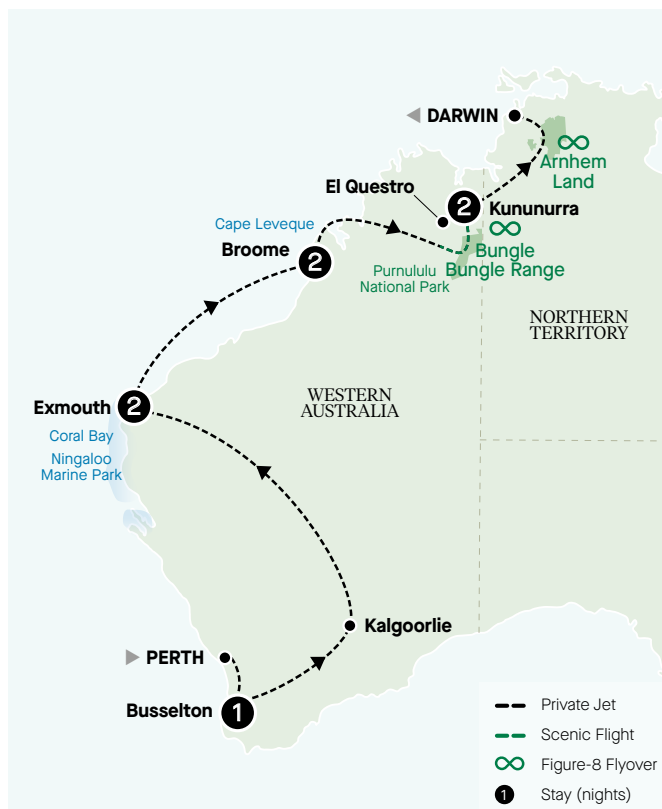 DARWIN
Arnhem
Land
El Questro
2
Kununurra
Cape Leveque
Broome
2
Bungle
Bungle Range
Purnululu
National Park
NORTHERN
TERRITORY
WESTERN
AUSTRALIA
Exmouth
2
Coral Bay
Ningaloo
Marine Park
Kalgoorlie
PERTH
Busselton
1
Private Jet
Scenic Flight
Figure-8 Flyover
1 Stay (nights)